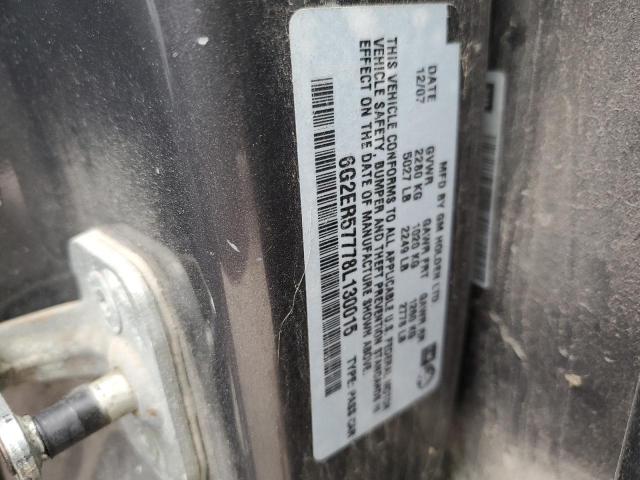 MFD BY GM HOLDEN LTD
DATE GVWR GAWR FRT GAWR RR
12/07 2280 KG 1020 KG 1260 KG
5027 LB 2249 LB 2778 LB
THIS VEHICLE CONFORMS TO ALL APPLICABLE U.S. FEDERAL MOTOR
VEHICLE SAFETY, BUMPER AND THEFT PREVENTION STANDARDS IN
EFFECT ON THE DATE OF MANUFACTURE SHOWN ABOVE.
6G2ER57778L130015 TYPE: PASS CAR